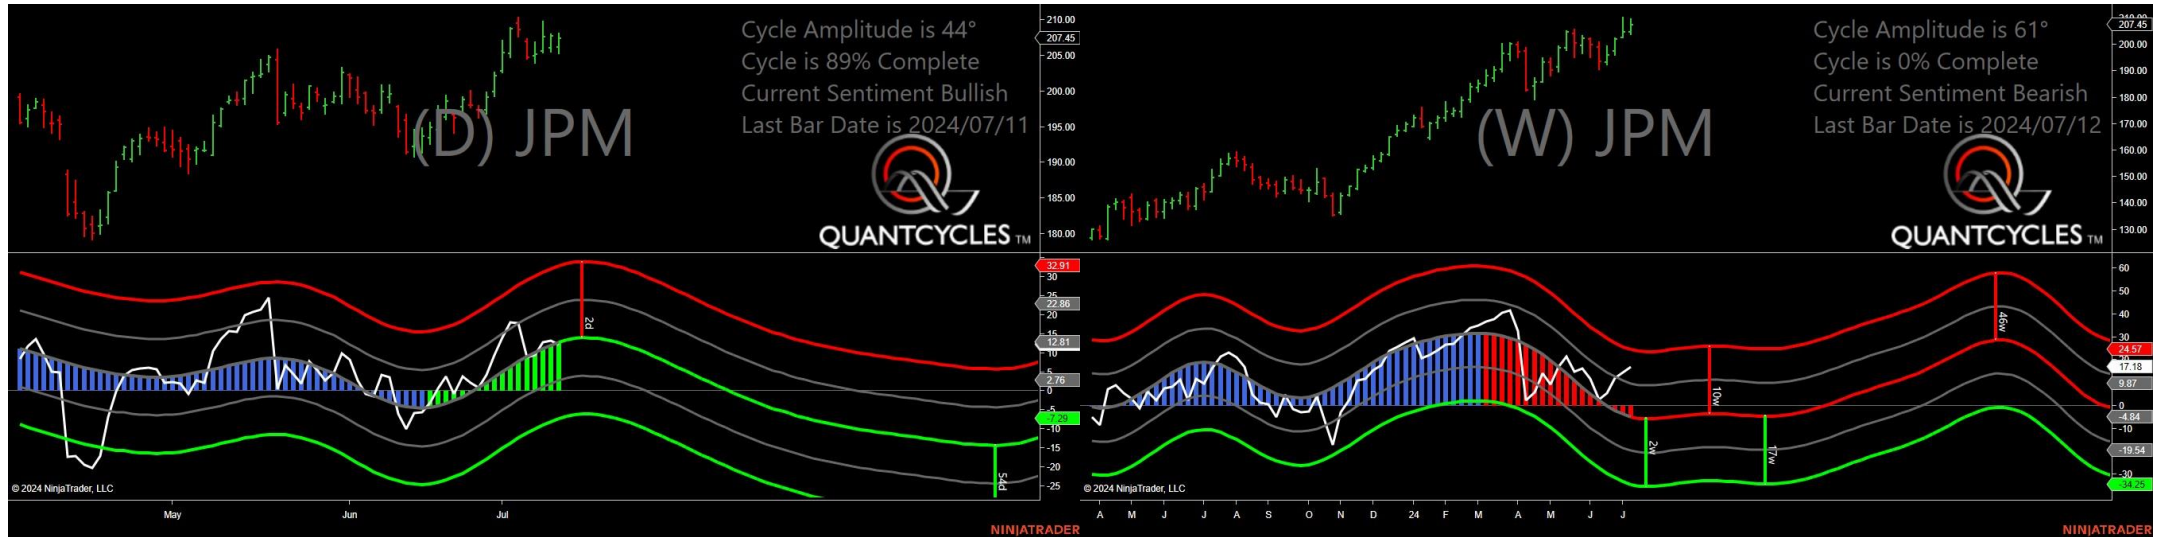 Cycle Amplitude is 44°
Cycle is 89% Complete
Current Sentiment Bullish
Last Bar Date is 2024/07/11
(D) JPM
QUANTCYCLES TM
210.00
207.45
205.00
200.00
195.00
190.00
185.00
180.00
32.91
30
25
22.86
20
15
12.81
10
5
2.76
0
-5
-7.29
-10
-15
-20
-25
2d
54d
© 2024 NinjaTrader, LLC
May Jun Jul
NINJATRADER
Cycle Amplitude is 61°
Cycle is 0% Complete
Current Sentiment Bearish
Last Bar Date is 2024/07/12
(W) JPM
QUANTCYCLES TM
210.00
207.45
200.00
190.00
180.00
170.00
160.00
150.00
140.00
130.00
60
50
40
30
24.57
20
17.18
9.87
0
-4.84
-10
-19.54
-30
-34.25
2w
10w
17w
46w
© 2024 NinjaTrader, LLC
A M J J A S O N D 24 F M A M J J
NINJATRADER